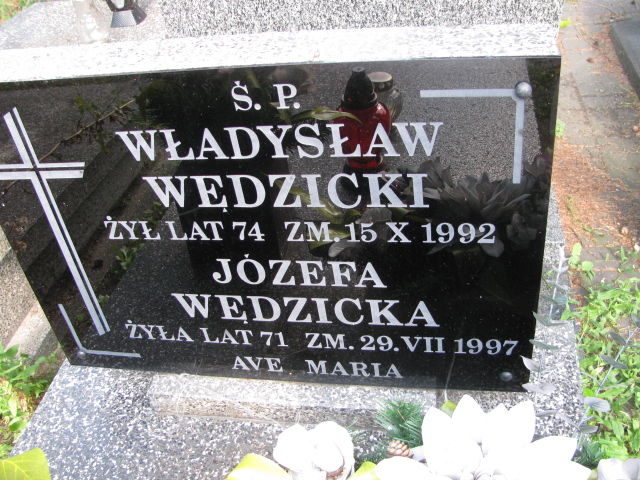 Ś. P.
WŁADYSŁAW
WĘDZICKI
ŻYŁ LAT 74 ZM. 15 X 1992
JÓZEFA
WĘDZICKA
ŻYŁA LAT 71 ZM. 29. VII 1997
AVE MARIA